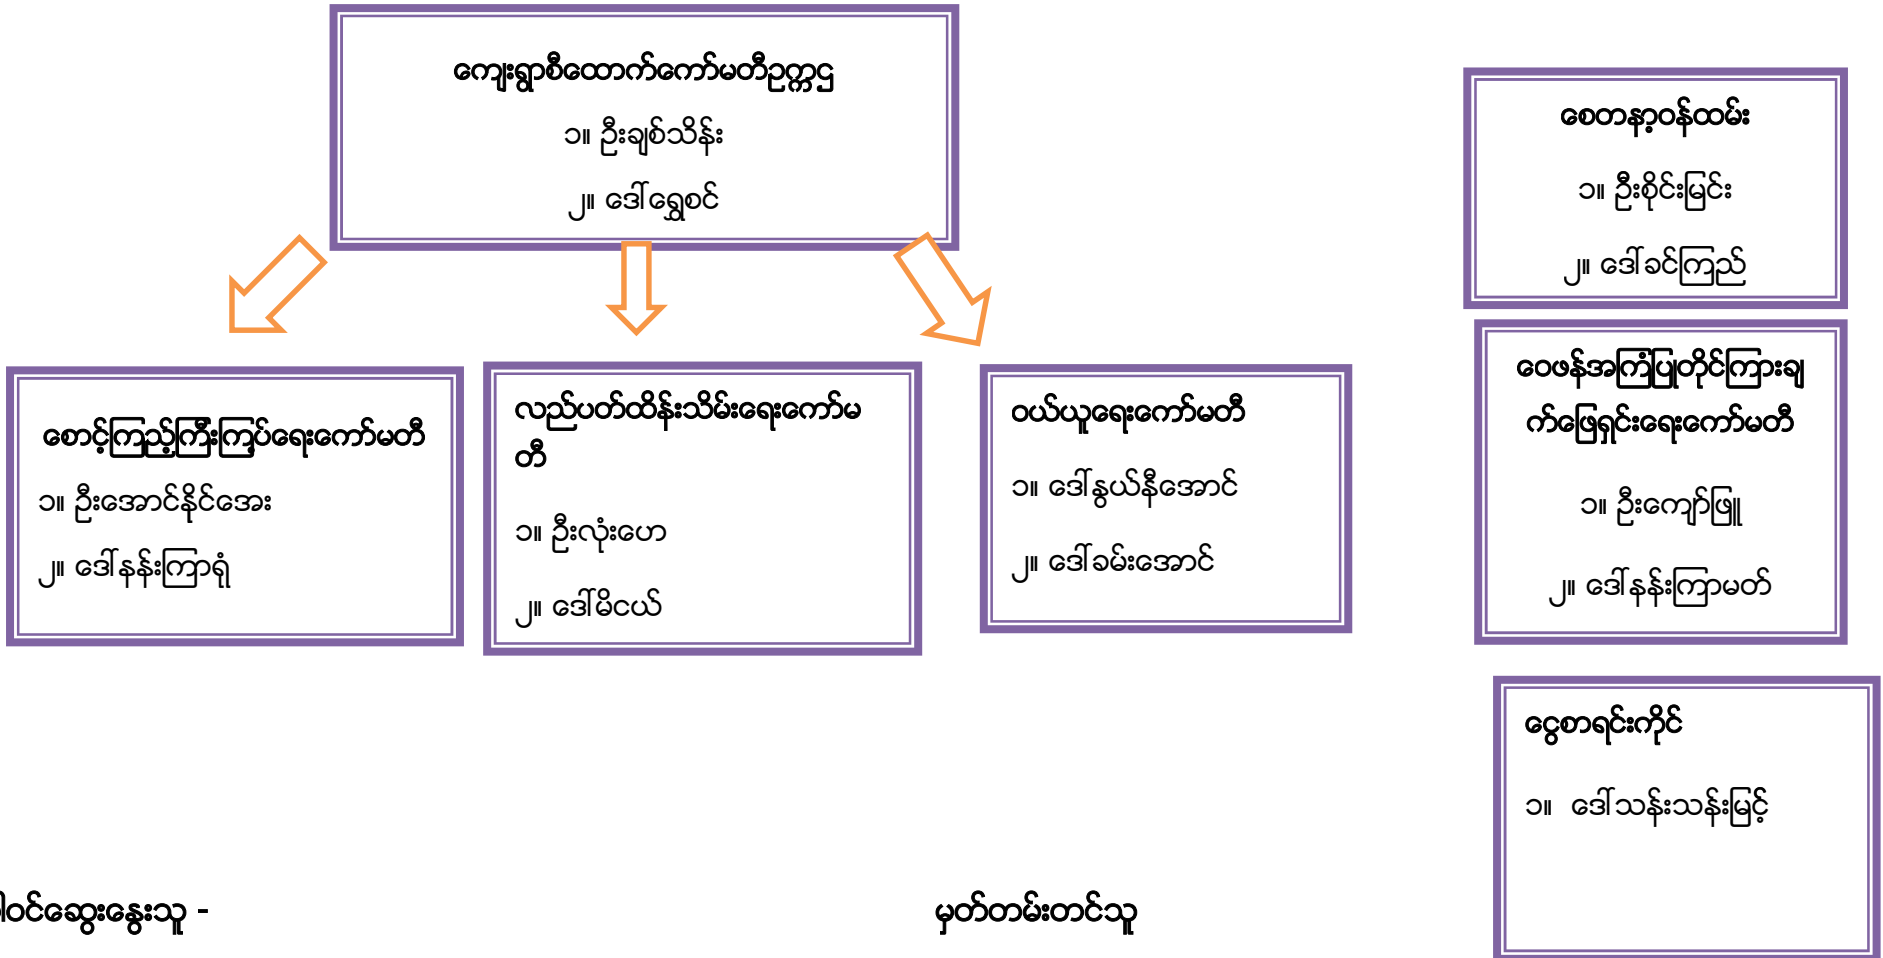 ကျေးရွာစီထောက်ကော်မတီဥက္ကဌ
၁။ ဦးချစ်သိန်း
၂။ ဒေါ်ရွှေစင်
စေတနာ့ဝန်ထမ်း
၁။ ဦးစိုင်းမြင်း
၂။ ဒေါ်ခင်ကြည်
စောင့်ကြည့်ကြီးကြပ်ရေးကော်မတီ
၁။ ဦးအောင်နိုင်အေး
၂။ ဒေါ်နန်းကြာရုံ
လည်ပတ်ထိန်းသိမ်းရေးကော်မ
တီ
၁။ ဦးလုံးဟေ
၂။ ဒေါ်မိငယ်
ဝယ်ယူရေးကော်မတီ
၁။ ဒေါ်နွယ်နီအောင်
၂။ ဒေါ်ခမ်းအောင်
ဝေဖန်အကြံပြုတိုင်ကြားချ
က်ဖြေရှင်းရေးကော်မတီ
၁။ ဦးကျော်ဖြူ
၂။ ဒေါ်နန်းကြာမတ်
ငွေစာရင်းကိုင်
၁။ ဒေါ်သန်းသန်းမြင့်
ါဝင်ဆွေးနွေးသူ -
မှတ်တမ်းတင်သူ